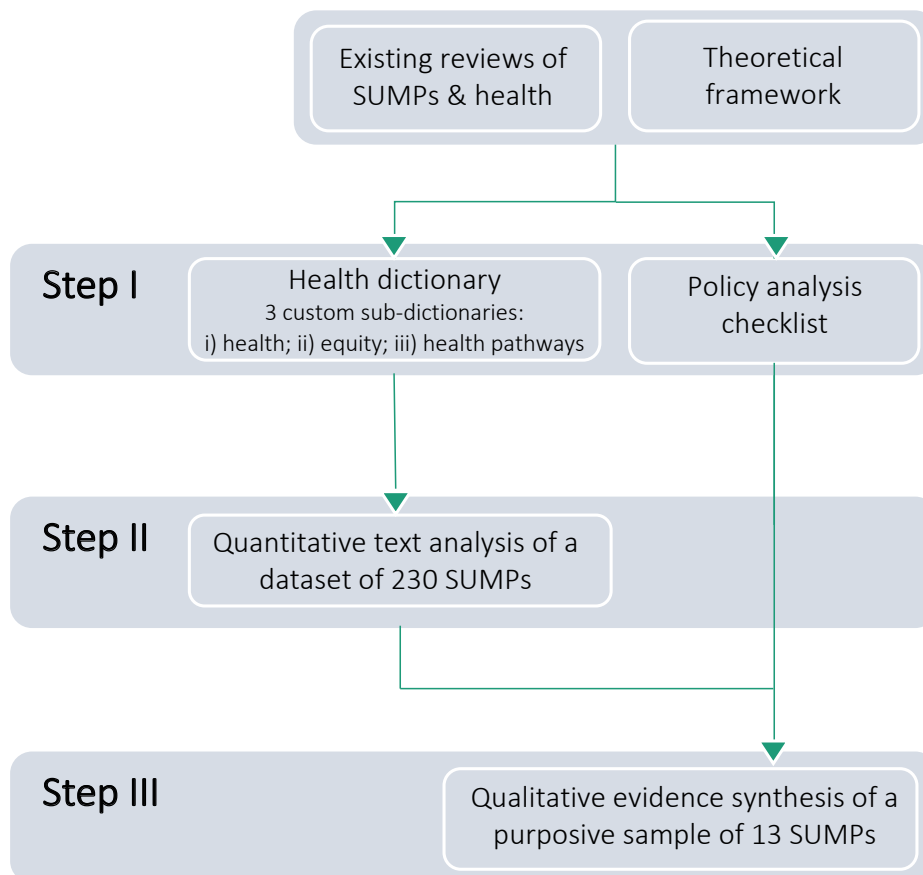 Existing reviews of
SUMPs & health
Theoretical
framework
Step I
Health dictionary
3 custom sub-dictionaries:
i) health; ii) equity; iii) health pathways
Policy analysis
checklist
Step II
Quantitative text analysis of a
dataset of 230 SUMPs
Step III
Qualitative evidence synthesis of a
purposive sample of 13 SUMPs